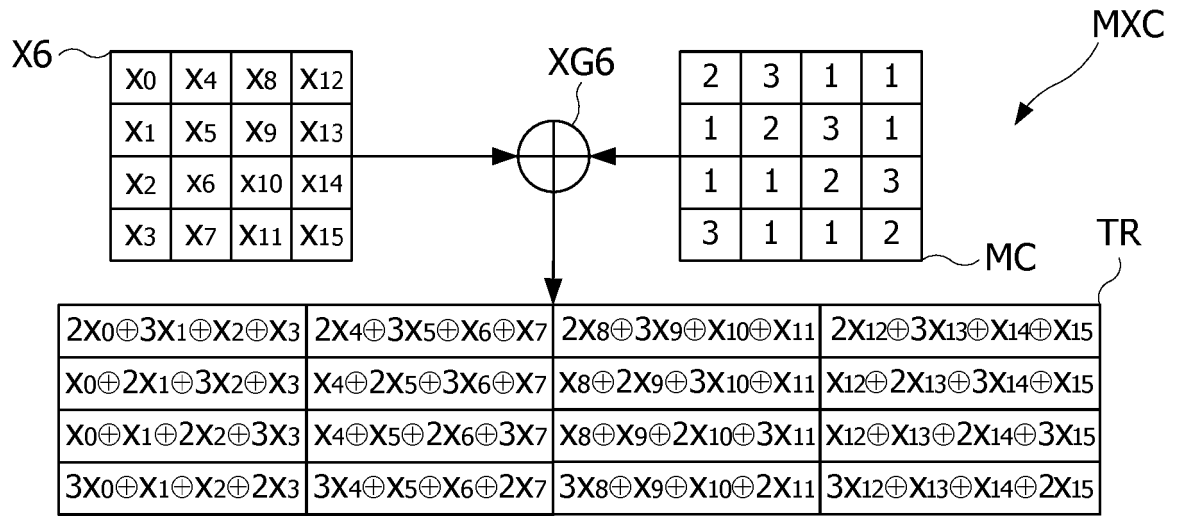 MXC
X6
XG6
X0 X4 X8 X12
X1 X5 X9 X13
X2 X6 X10 X14
X3 X7 X11 X15
2 3 1 1
1 2 3 1
1 1 2 3
3 1 1 2
MC
TR
2X0⊕3X1⊕X2⊕X3 2X4⊕3X5⊕X6⊕X7 2X8⊕3X9⊕X10⊕X11 2X12⊕3X13⊕X14⊕X15
X0⊕2X1⊕3X2⊕X3 X4⊕2X5⊕3X6⊕X7 X8⊕2X9⊕3X10⊕X11 X12⊕2X13⊕3X14⊕X15
X0⊕X1⊕2X2⊕3X3 X4⊕X5⊕2X6⊕3X7 X8⊕X9⊕2X10⊕3X11 X12⊕X13⊕2X14⊕3X15
3X0⊕X1⊕X2⊕2X3 3X4⊕X5⊕X6⊕2X7 3X8⊕X9⊕X10⊕2X11 3X12⊕X13⊕X14⊕2X15